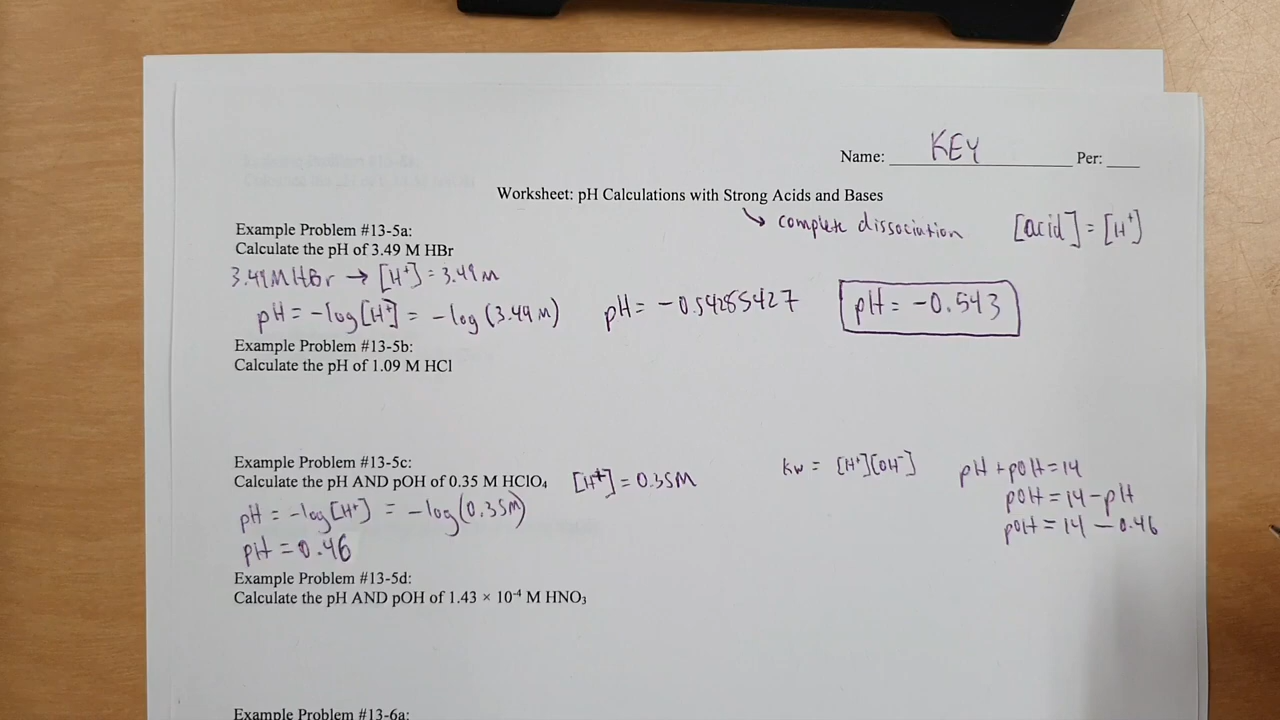 Name: KEY Per: ___
Worksheet: pH Calculations with Strong Acids and Bases
↳ complete dissociation [acid] = [H⁺]
Example Problem #13-5a:
Calculate the pH of 3.49 M HBr
3.49M HBr → [H⁺] = 3.49 M
pH = -log[H⁺] = -log(3.49 M) pH = -0.54285427 pH = -0.543
Example Problem #13-5b:
Calculate the pH of 1.09 M HCl
Example Problem #13-5c:
Calculate the pH AND pOH of 0.35 M HClO₄ [H⁺] = 0.35M
pH = -log[H⁺] = -log(0.35M)
pH = 0.46
Kw = [H⁺][OH⁻]
pH + pOH = 14
pOH = 14 - pH
pOH = 14 - 0.46
Example Problem #13-5d:
Calculate the pH AND pOH of 1.43 × 10⁻⁴ M HNO₃
Example Problem #13-6a: